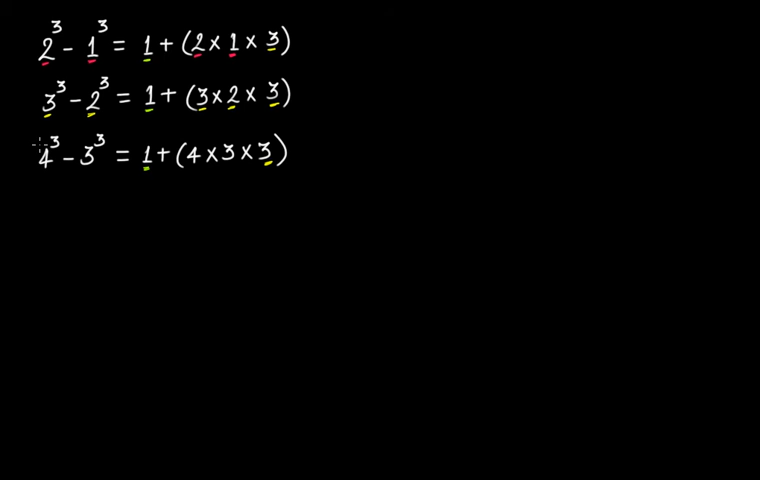 2³ - 1³ = 1 + (2 × 1 × 3)
3³ - 2³ = 1 + (3 × 2 × 3)
4³ - 3³ = 1 + (4 × 3 × 3)